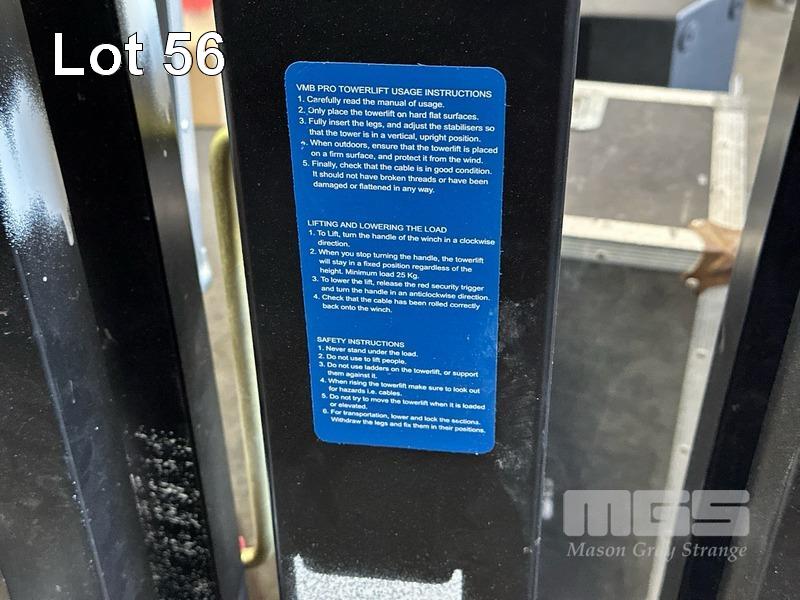 Lot 56
VMB PRO TOWERLIFT USAGE INSTRUCTIONS
1. Carefully read the manual of usage.
2. Only place the towerlift on hard flat surfaces.
3. Fully insert the legs, and adjust the stabilisers so
that the tower is in a vertical, upright position.
4. When outdoors, ensure that the towerlift is placed
on a firm surface, and protect it from the wind.
5. Finally, check that the cable is in good condition.
It should not have broken threads or have been
damaged or flattened in any way.
LIFTING AND LOWERING THE LOAD
1. To Lift, turn the handle of the winch in a clockwise
direction.
2. When you stop turning the handle, the towerlift
will stay in a fixed position regardless of the
height. Minimum load 25 Kg.
3. To lower the lift, release the red security trigger
and turn the handle in an anticlockwise direction.
4. Check that the cable has been rolled correctly
back onto the winch.
SAFETY INSTRUCTIONS
1. Never stand under the load.
2. Do not use to lift people.
3. Do not use ladders on the towerlift, or support
them against it.
4. When rising the towerlift make sure to look out
for hazards i.e. cables.
5. Do not try to move the towerlift when it is loaded
or elevated.
6. For transportation, lower and lock the sections.
Withdraw the legs and fix them in their positions.
MGS
Mason Gray Strange